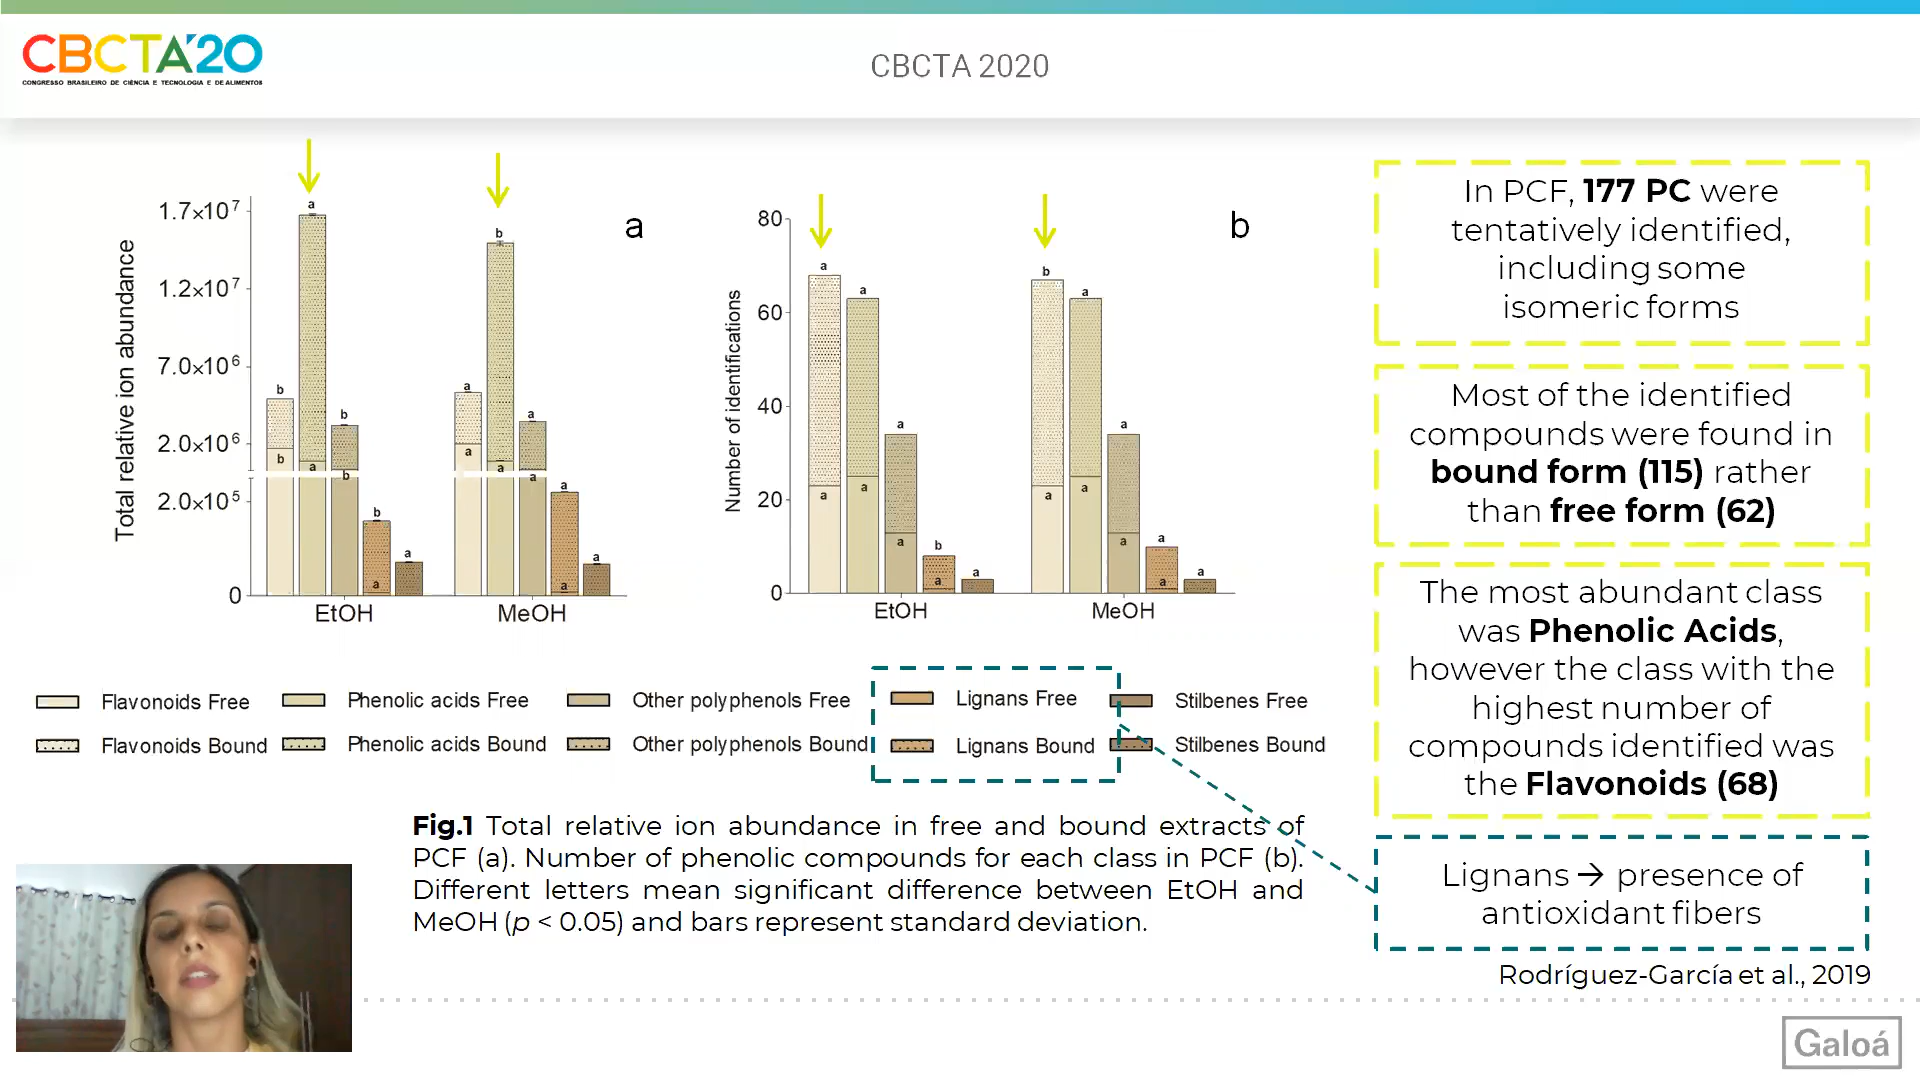 CBCTA'20
CONGRESSO BRASILEIRO DE CIÊNCIA E TECNOLOGIA E DE ALIMENTOS
CBCTA 2020
Total relative ion abundance
1.7x10⁷
1.2x10⁷
7.0x10⁶
2.0x10⁶
2.0x10⁵
0
a
b
b
a
a
b
b
b
a
a
a
a
b
a
a
a
a
a
a
a
a
EtOH
MeOH
Number of identifications
80
60
40
20
0
b
a
a
a
a
a
a
b
a
a
b
a
a
a
a
a
a
a
a
EtOH
MeOH
Flavonoids Free
Phenolic acids Free
Other polyphenols Free
Lignans Free
Stilbenes Free
Flavonoids Bound
Phenolic acids Bound
Other polyphenols Bound
Lignans Bound
Stilbenes Bound
Fig.1 Total relative ion abundance in free and bound extracts of
PCF (a). Number of phenolic compounds for each class in PCF (b).
Different letters mean significant difference between EtOH and
MeOH (p < 0.05) and bars represent standard deviation.
In PCF, 177 PC were
tentatively identified,
including some
isomeric forms
Most of the identified
compounds were found in
bound form (115) rather
than free form (62)
The most abundant class
was Phenolic Acids,
however the class with the
highest number of
compounds identified was
the Flavonoids (68)
Lignans → presence of
antioxidant fibers
Rodríguez-García et al., 2019
Galoá